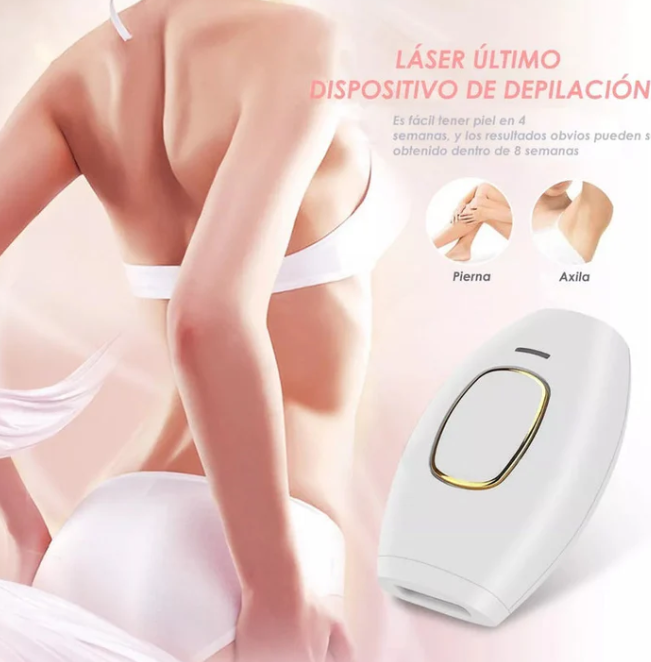 LÁSER ÚLTIMO
DISPOSITIVO DE DEPILACIÓN
Es fácil tener piel en 4
semanas, y los resultados obvios pueden s
obtenido dentro de 8 semanas
Pierna
Axila